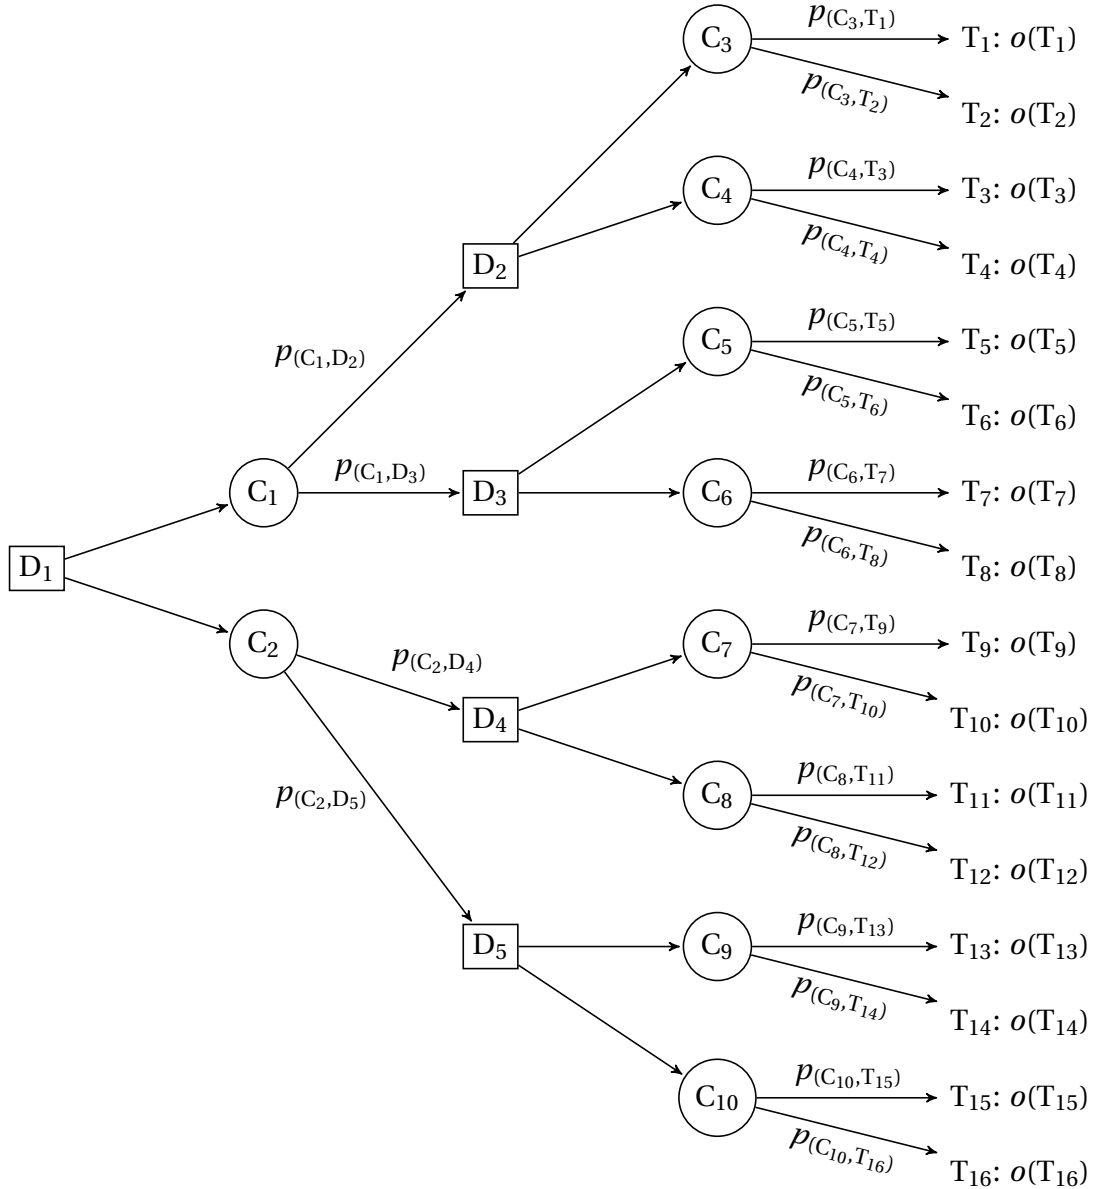 p(C₃,T₁)
C₃
T₁: o(T₁)
p(C₃,T₂)
T₂: o(T₂)
p(C₄,T₃)
C₄
T₃: o(T₃)
p(C₄,T₄)
D₂
T₄: o(T₄)
p(C₅,T₅)
C₅
T₅: o(T₅)
p(C₁,D₂)
p(C₅,T₆)
T₆: o(T₆)
p(C₁,D₃)
p(C₆,T₇)
C₁
D₃
C₆
T₇: o(T₇)
p(C₆,T₈)
D₁
T₈: o(T₈)
p(C₇,T₉)
C₂
C₇
T₉: o(T₉)
p(C₂,D₄)
p(C₇,T₁₀)
D₄
T₁₀: o(T₁₀)
p(C₈,T₁₁)
p(C₂,D₅)
C₈
T₁₁: o(T₁₁)
p(C₈,T₁₂)
T₁₂: o(T₁₂)
p(C₉,T₁₃)
D₅
C₉
T₁₃: o(T₁₃)
p(C₉,T₁₄)
T₁₄: o(T₁₄)
p(C₁₀,T₁₅)
C₁₀
T₁₅: o(T₁₅)
p(C₁₀,T₁₆)
T₁₆: o(T₁₆)